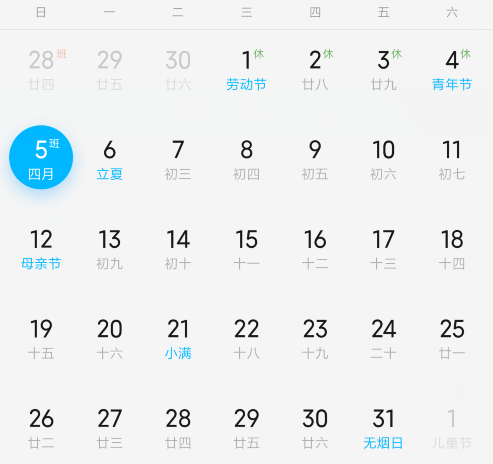 日 一 二 三 四 五 六
28 班 29 30 1 休 2 休 3 休 4 休
廿四 廿五 廿六 劳动节 廿八 廿九 青年节
5 班 6 7 8 9 10 11
四月 立夏 初三 初四 初五 初六 初七
12 13 14 15 16 17 18
母亲节 初九 初十 十一 十二 十三 十四
19 20 21 22 23 24 25
十五 十六 小满 十八 十九 二十 廿一
26 27 28 29 30 31 1
廿二 廿三 廿四 廿五 廿六 无烟日 儿童节